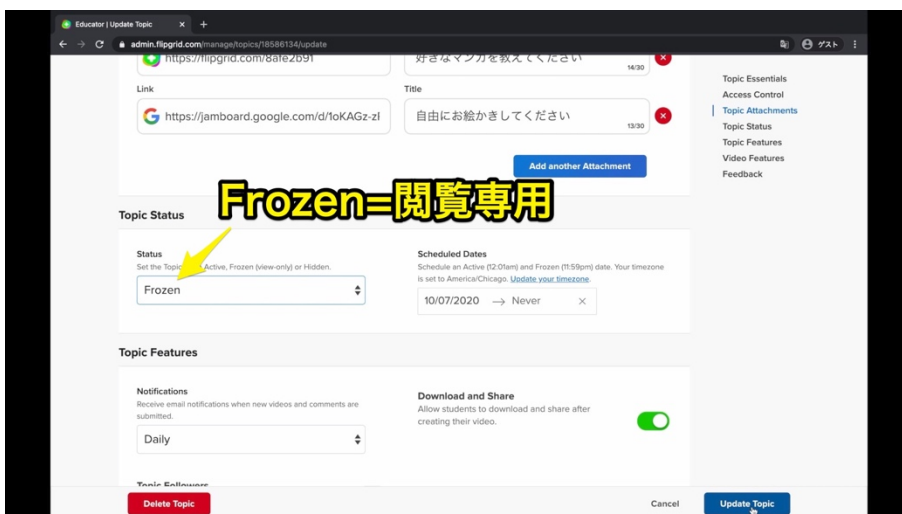 Educator | Update Topic
admin.flipgrid.com/manage/topics/18586134/update
ゲスト
https://flipgrid.com/8afe2b91
好きなマンガを教えてください
14/30
Link
Title
https://jamboard.google.com/d/1oKAGz-zl
自由にお絵かきしてください
13/30
Add another Attachment
Topic Essentials
Access Control
Topic Attachments
Topic Status
Topic Features
Video Features
Feedback
Frozen=閲覧専用
Topic Status
Status
Set the Topic Active, Frozen (view-only) or Hidden.
Frozen
Scheduled Dates
Schedule an Active (12:01am) and Frozen (11:59pm) date. Your timezone
is set to America/Chicago. Update your timezone.
10/07/2020 → Never ×
Topic Features
Notifications
Receive email notifications when new videos and comments are
submitted.
Daily
Download and Share
Allow students to download and share after
creating their video.
Topic Followers
Delete Topic
Cancel
Update Topic